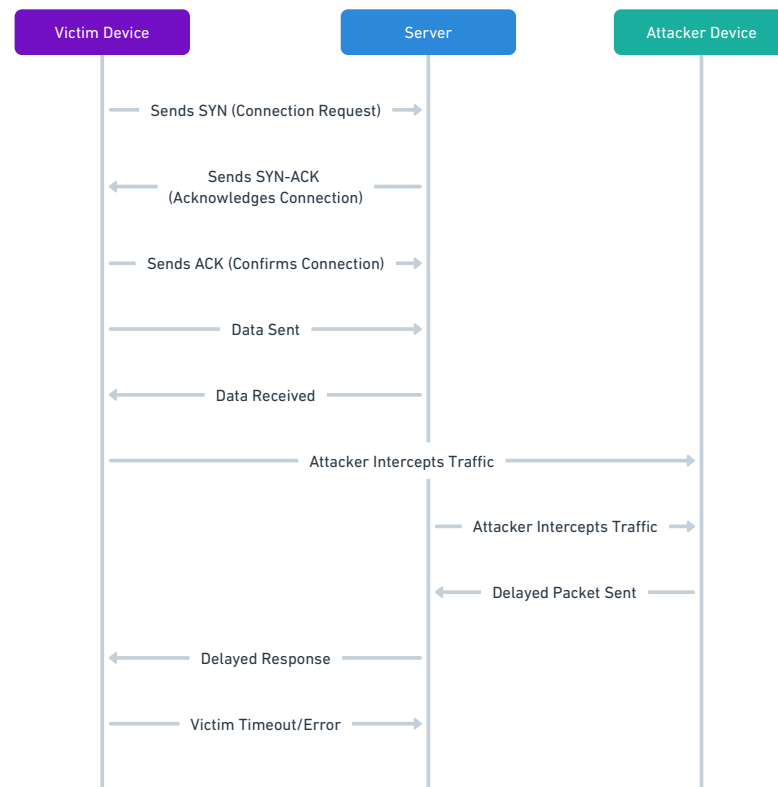 Victim Device
Server
Attacker Device
Sends SYN (Connection Request)
Sends SYN-ACK
(Acknowledges Connection)
Sends ACK (Confirms Connection)
Data Sent
Data Received
Attacker Intercepts Traffic
Attacker Intercepts Traffic
Delayed Packet Sent
Delayed Response
Victim Timeout/Error